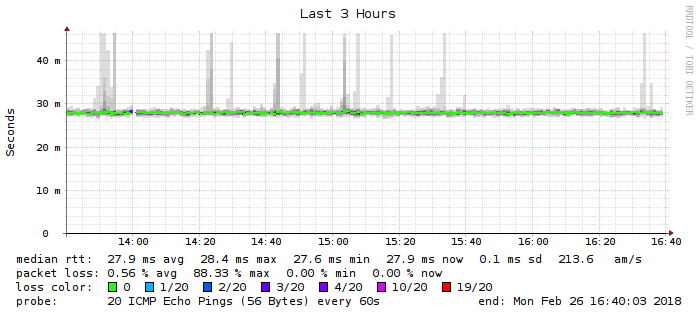 Last 3 Hours
RRDTOOL / TOBI OETIKER
Seconds
40 m
30 m
20 m
10 m
0
14:00 14:20 14:40 15:00 15:20 15:40 16:00 16:20 16:40
median rtt: 27.9 ms avg 28.4 ms max 27.6 ms min 27.9 ms now 0.1 ms sd 213.6 am/s
packet loss: 0.56 % avg 88.33 % max 0.00 % min 0.00 % now
loss color: 0 1/20 2/20 3/20 4/20 10/20 19/20
probe: 20 ICMP Echo Pings (56 Bytes) every 60s end: Mon Feb 26 16:40:03 2018